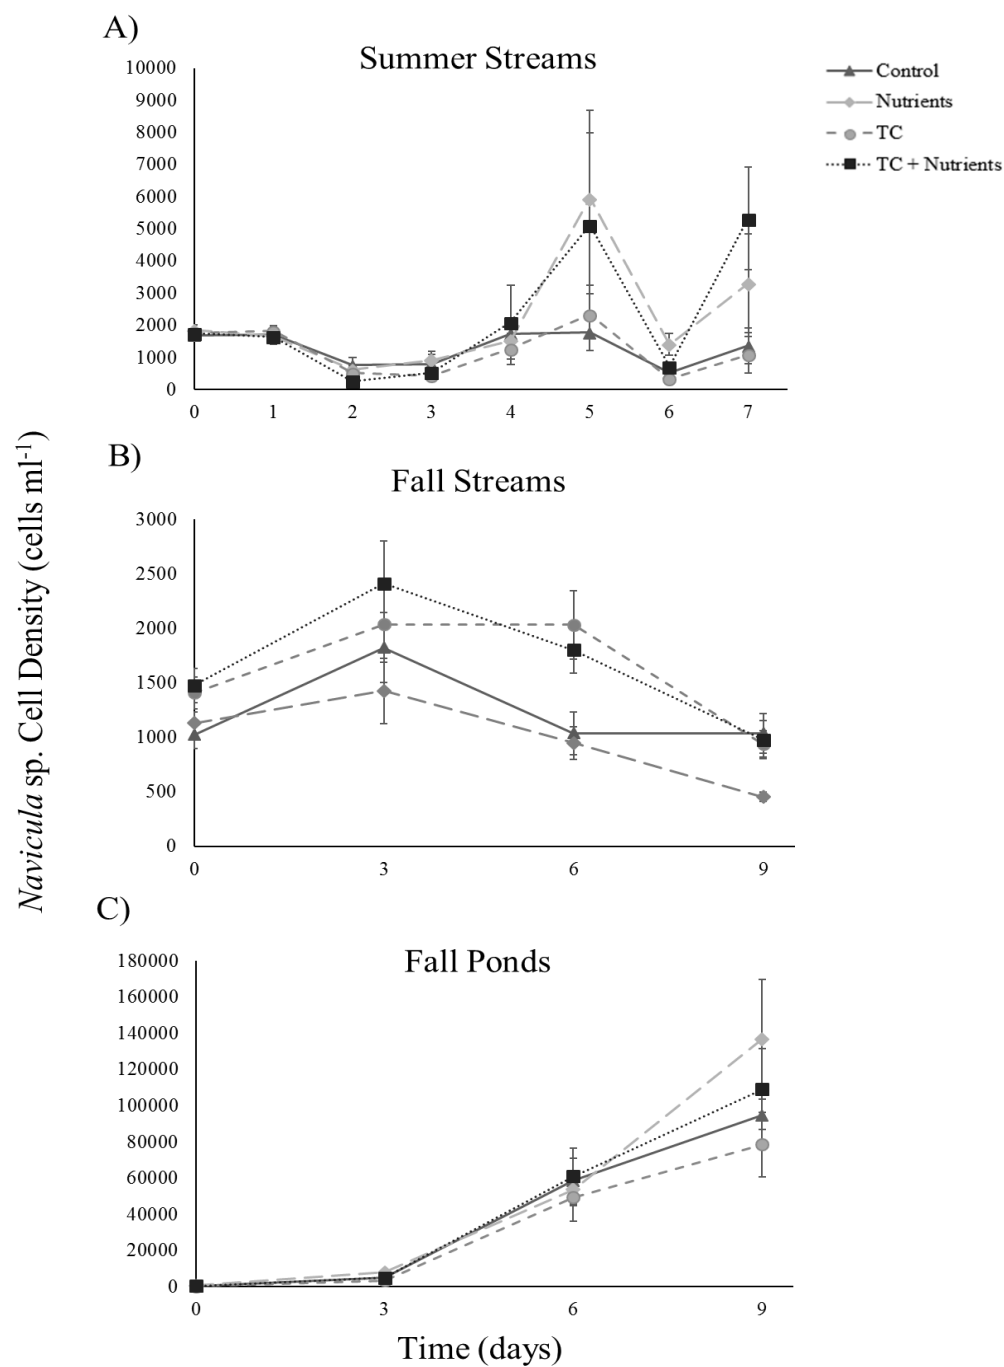 A)
Summer Streams
10000
9000
8000
7000
6000
5000
4000
3000
2000
1000
0
0 1 2 3 4 5 6 7
Control
Nutrients
TC
TC + Nutrients
Navicula sp. Cell Density (cells ml-1)
B)
Fall Streams
3000
2500
2000
1500
1000
500
0
0 3 6 9
C)
Fall Ponds
180000
160000
140000
120000
100000
80000
60000
40000
20000
0
0 3 6 9
Time (days)